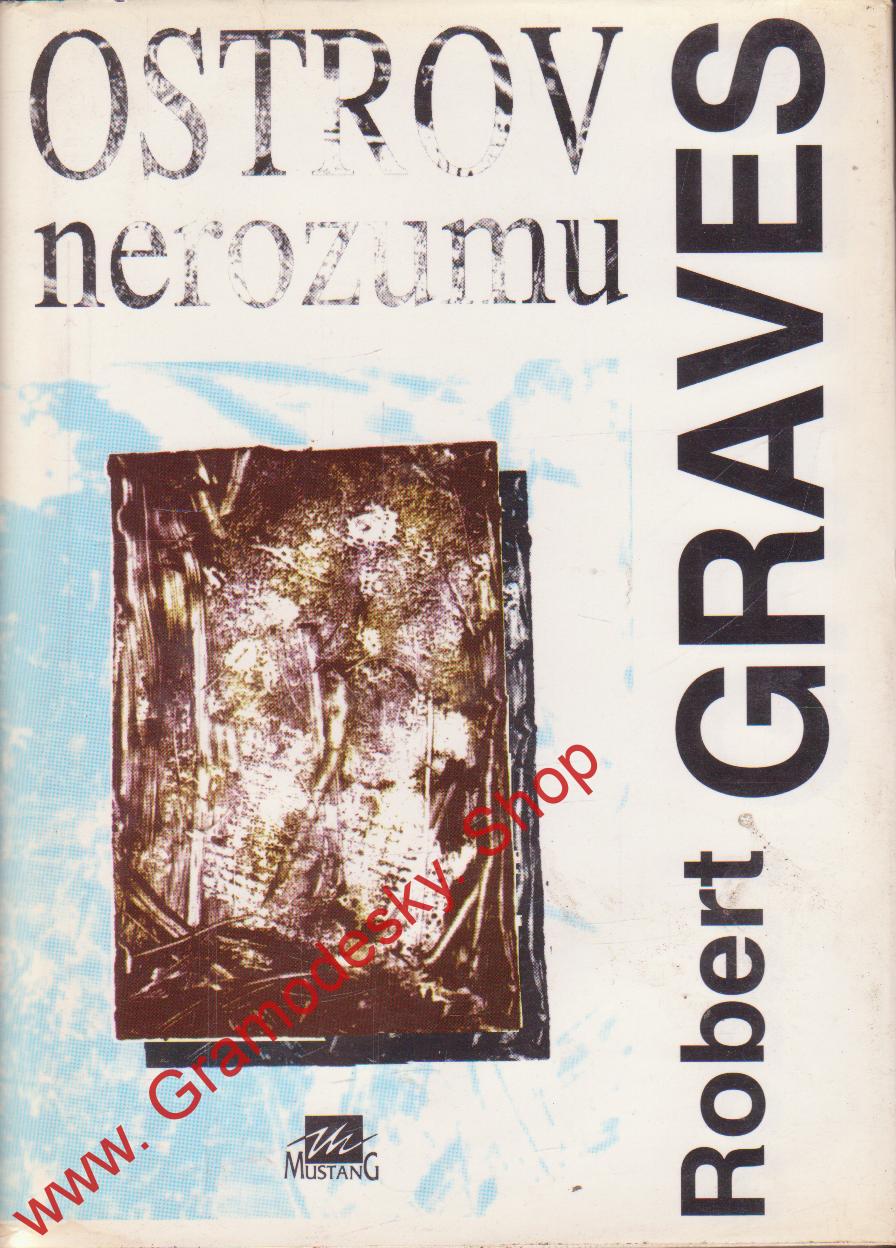 OSTROV
nerozumu
Robert GRAVES
MUSTANG
www. Gramodesky. Shop